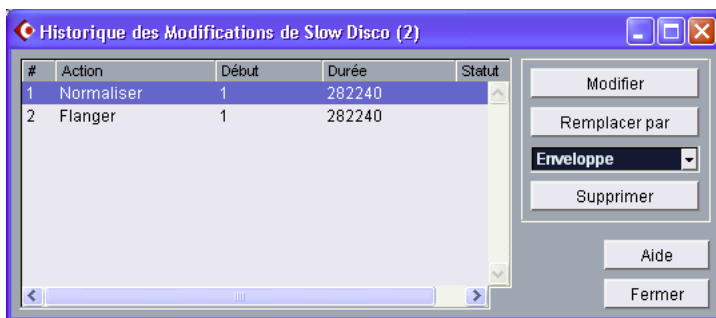 Historique des Modifications de Slow Disco (2)
# Action Début Durée Statut
1 Normaliser 1 282240
2 Flanger 1 282240
Modifier
Remplacer par
Enveloppe
Supprimer
Aide
Fermer